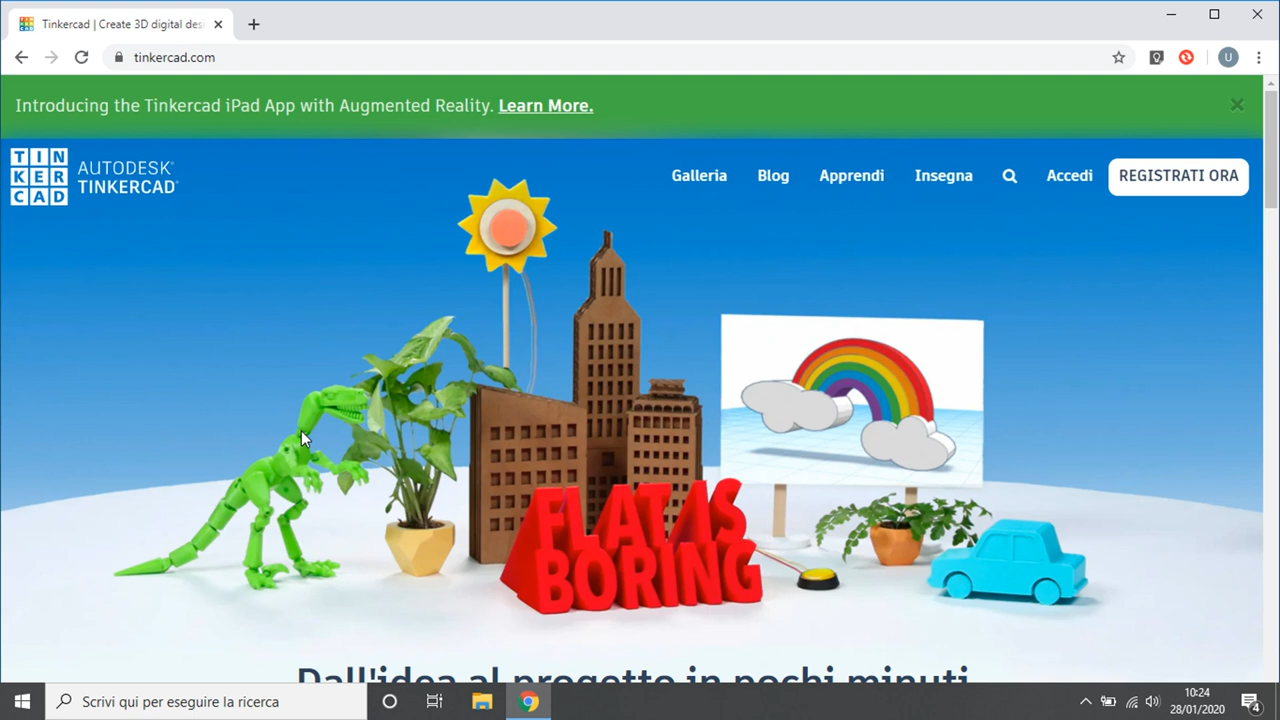 Tinkercad | Create 3D digital desi
tinkercad.com
Introducing the Tinkercad iPad App with Augmented Reality. Learn More.
TIN
KER
CAD
AUTODESK®
TINKERCAD®
Galleria Blog Apprendi Insegna Accedi REGISTRATI ORA
FLAT IS
BORING
Dall'idea al progetto in pochi minuti
Scrivi qui per eseguire la ricerca
10:24
28/01/2020
U
4